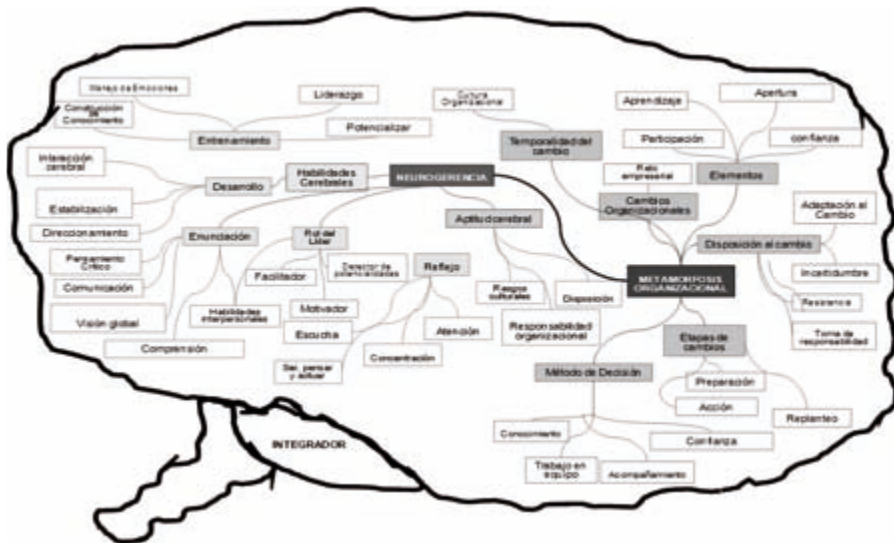 Manejo de Emociones
Construcción
de
Conocimiento
Liderazgo
Potencializar
Entrenamiento
Cultura
Organizacional
Temporalidad del
cambio
Aprendizaje
Apertura
Participación
confianza
Elementos
Reto
empresarial
Cambios
Organizacionales
Adaptación al
Cambio
Disposición al cambio
Incertidumbre
Resistencia
Toma de
responsabilidad
Interacción
cerebral
Desarrollo
Habilidades
Cerebrales
NEUROGERENCIA
Estabilización
Direccionamiento
Enunciación
Pensamiento
Crítico
Comunicación
Visión global
Comprensión
Habilidades
interpersonales
Rol del
Líder
Facilitador
Detector de
potencialidades
Motivador
Escucha
Reflejo
Atención
Concentración
Ser, pensar
y actuar
Aptitud cerebral
Rasgos
culturales
Disposición
Responsabilidad
organizacional
METAMORFOSIS
ORGANIZACIONAL
Etapas de
cambios
Preparación
Acción
Replanteo
Método de Decisión
Conocimiento
Trabajo en
equipo
Acompañamiento
Confianza
INTEGRADOR